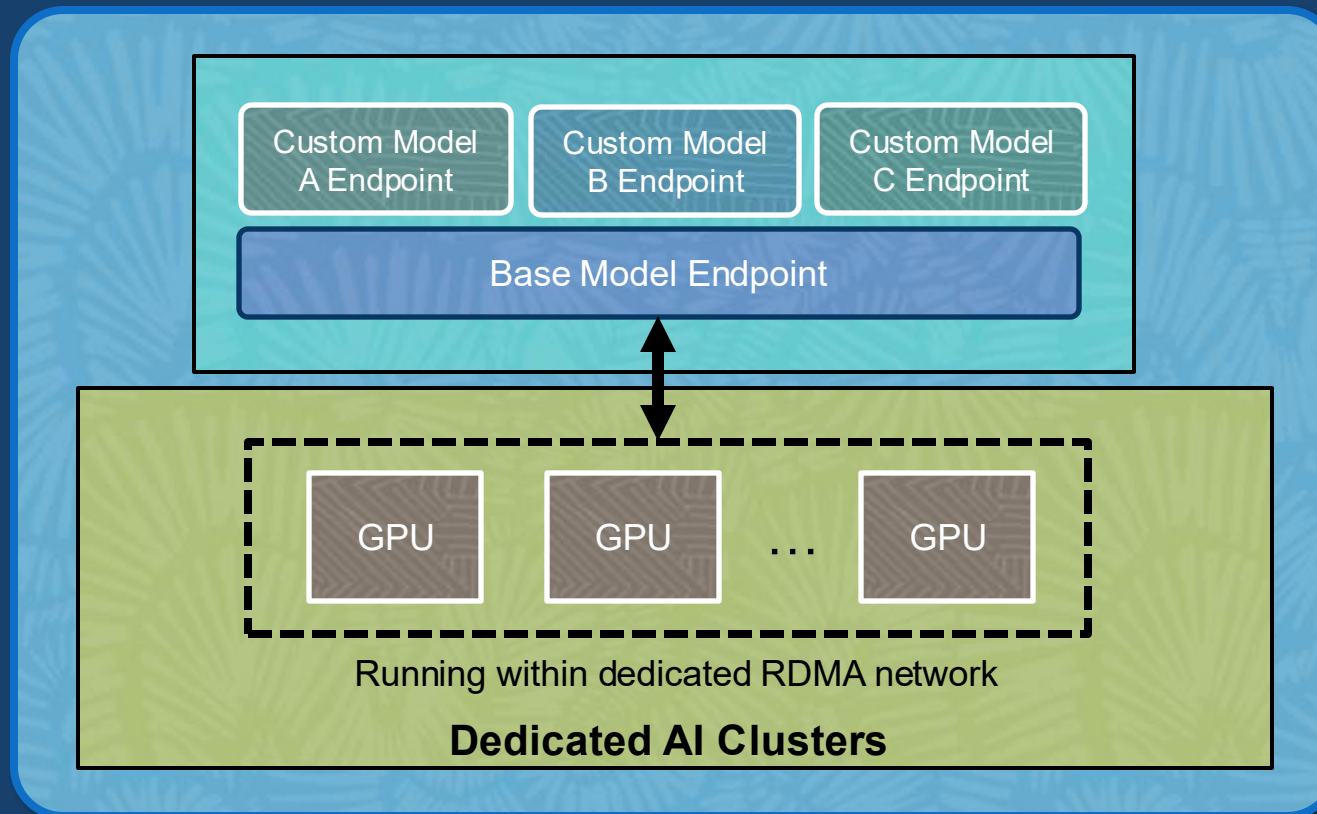 Custom Model
A Endpoint
Custom Model
B Endpoint
Custom Model
C Endpoint
Base Model Endpoint
GPU
GPU
...
GPU
Running within dedicated RDMA network
Dedicated AI Clusters